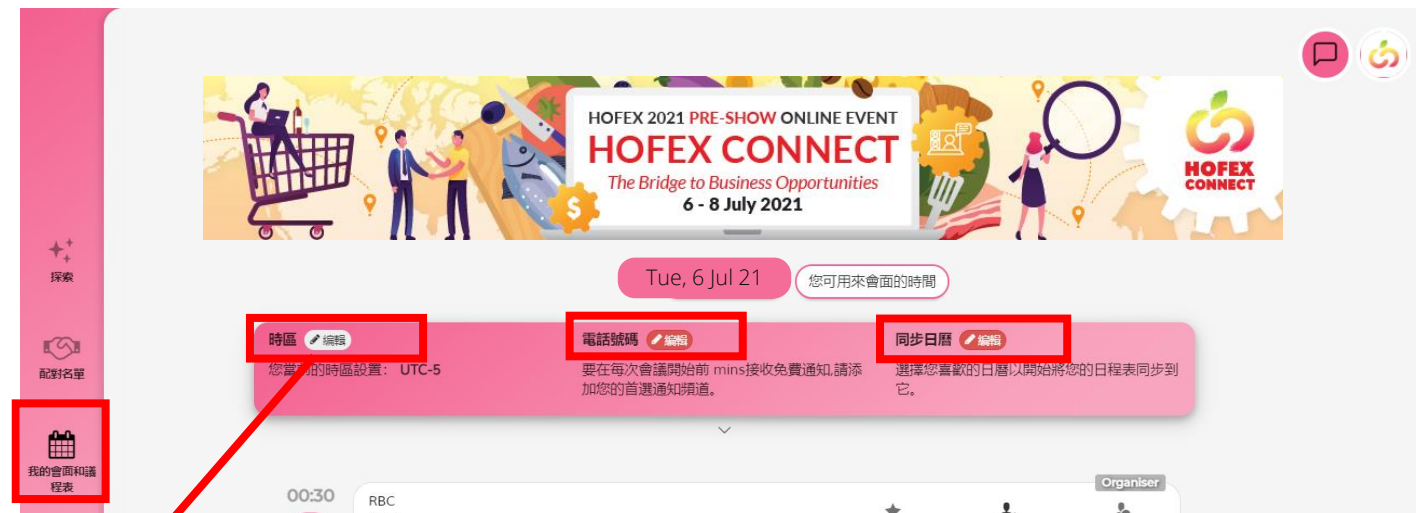 HOFEX 2021 PRE-SHOW ONLINE EVENT
HOFEX CONNECT
The Bridge to Business Opportunities
6 - 8 July 2021
HOFEX
CONNECT
探索
配對名單
我的會面和議
程表
Tue, 6 Jul 21
您可用來會面的時間
時區 編輯
您當前的時區設置： UTC-5
電話號碼 編輯
要在每次會議開始前 mins接收免費通知,請添
加您的首選通知頻道。
同步日曆 編輯
選擇您喜歡的日曆以開始將您的日程表同步到
它。
00:30
RBC
Organiser